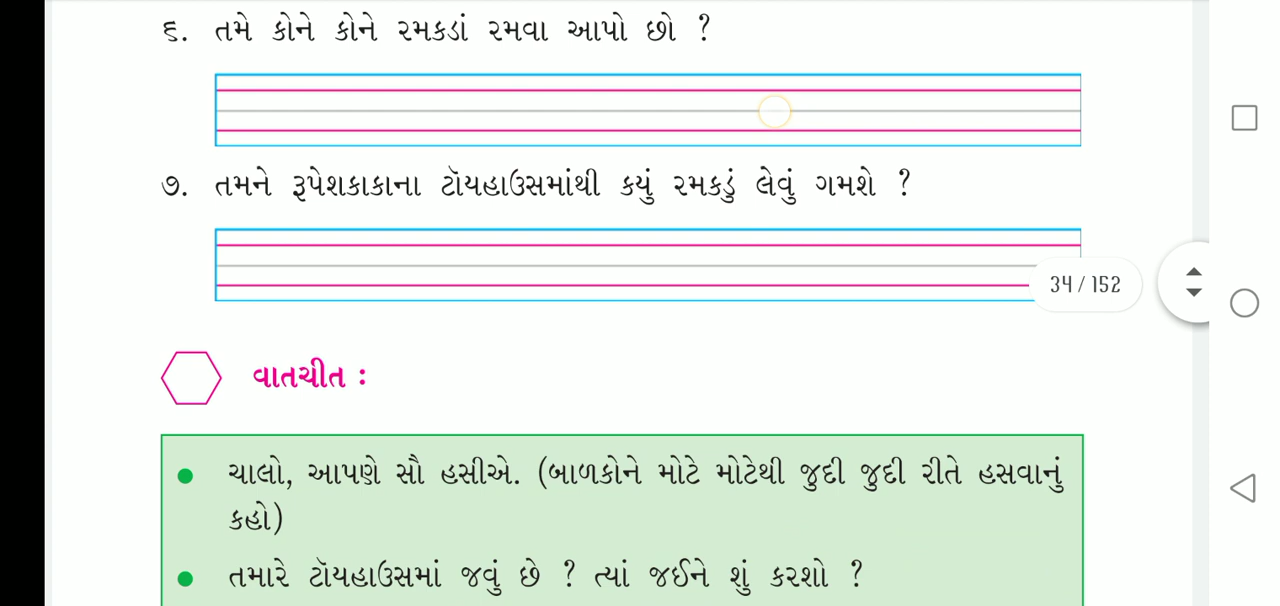 ૬. તમે કોને કોને રમકડાં રમવા આપો છો ?
૭. તમને રૂપેશકાકાના ટૉયહાઉસમાંથી કયું રમકડું લેવું ગમશે ?
34 / 152
વાતચીત :
● ચાલો, આપણે સૌ હસીએ. (બાળકોને મોટે મોટેથી જુદી જુદી રીતે હસવાનું
કહો)
● તમારે ટૉયહાઉસમાં જવું છે ? ત્યાં જઈને શું કરશો ?